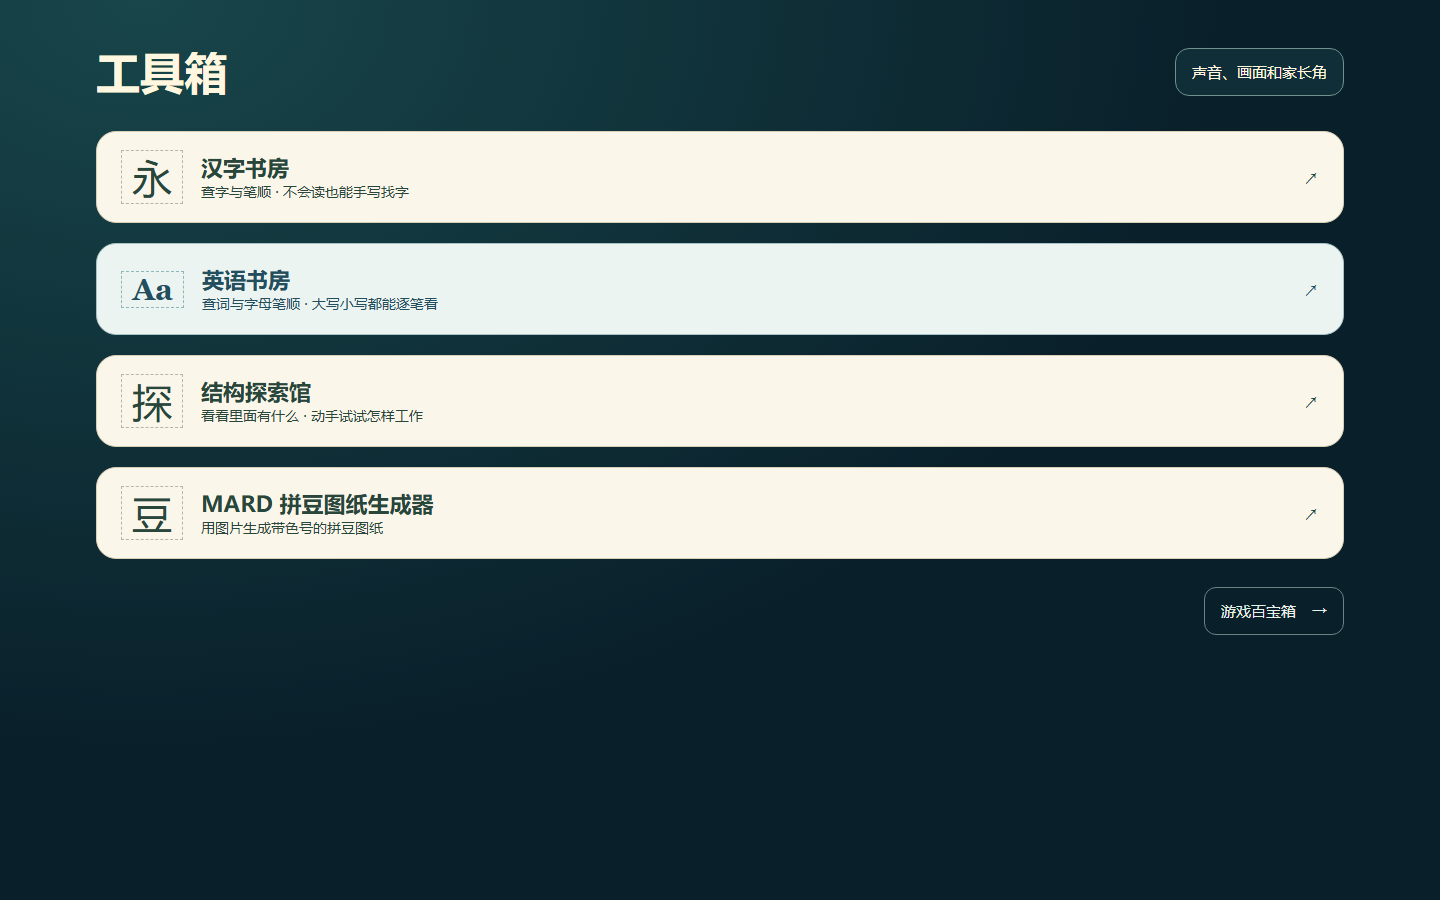 工具箱
声音、画面和家长角
永
汉字书房
查字与笔顺 · 不会读也能手写找字
↗
Aa
英语书房
查词与字母笔顺 · 大写小写都能逐笔看
↗
探
结构探索馆
看看里面有什么 · 动手试试怎样工作
↗
豆
MARD 拼豆图纸生成器
用图片生成带色号的拼豆图纸
↗
游戏百宝箱 →